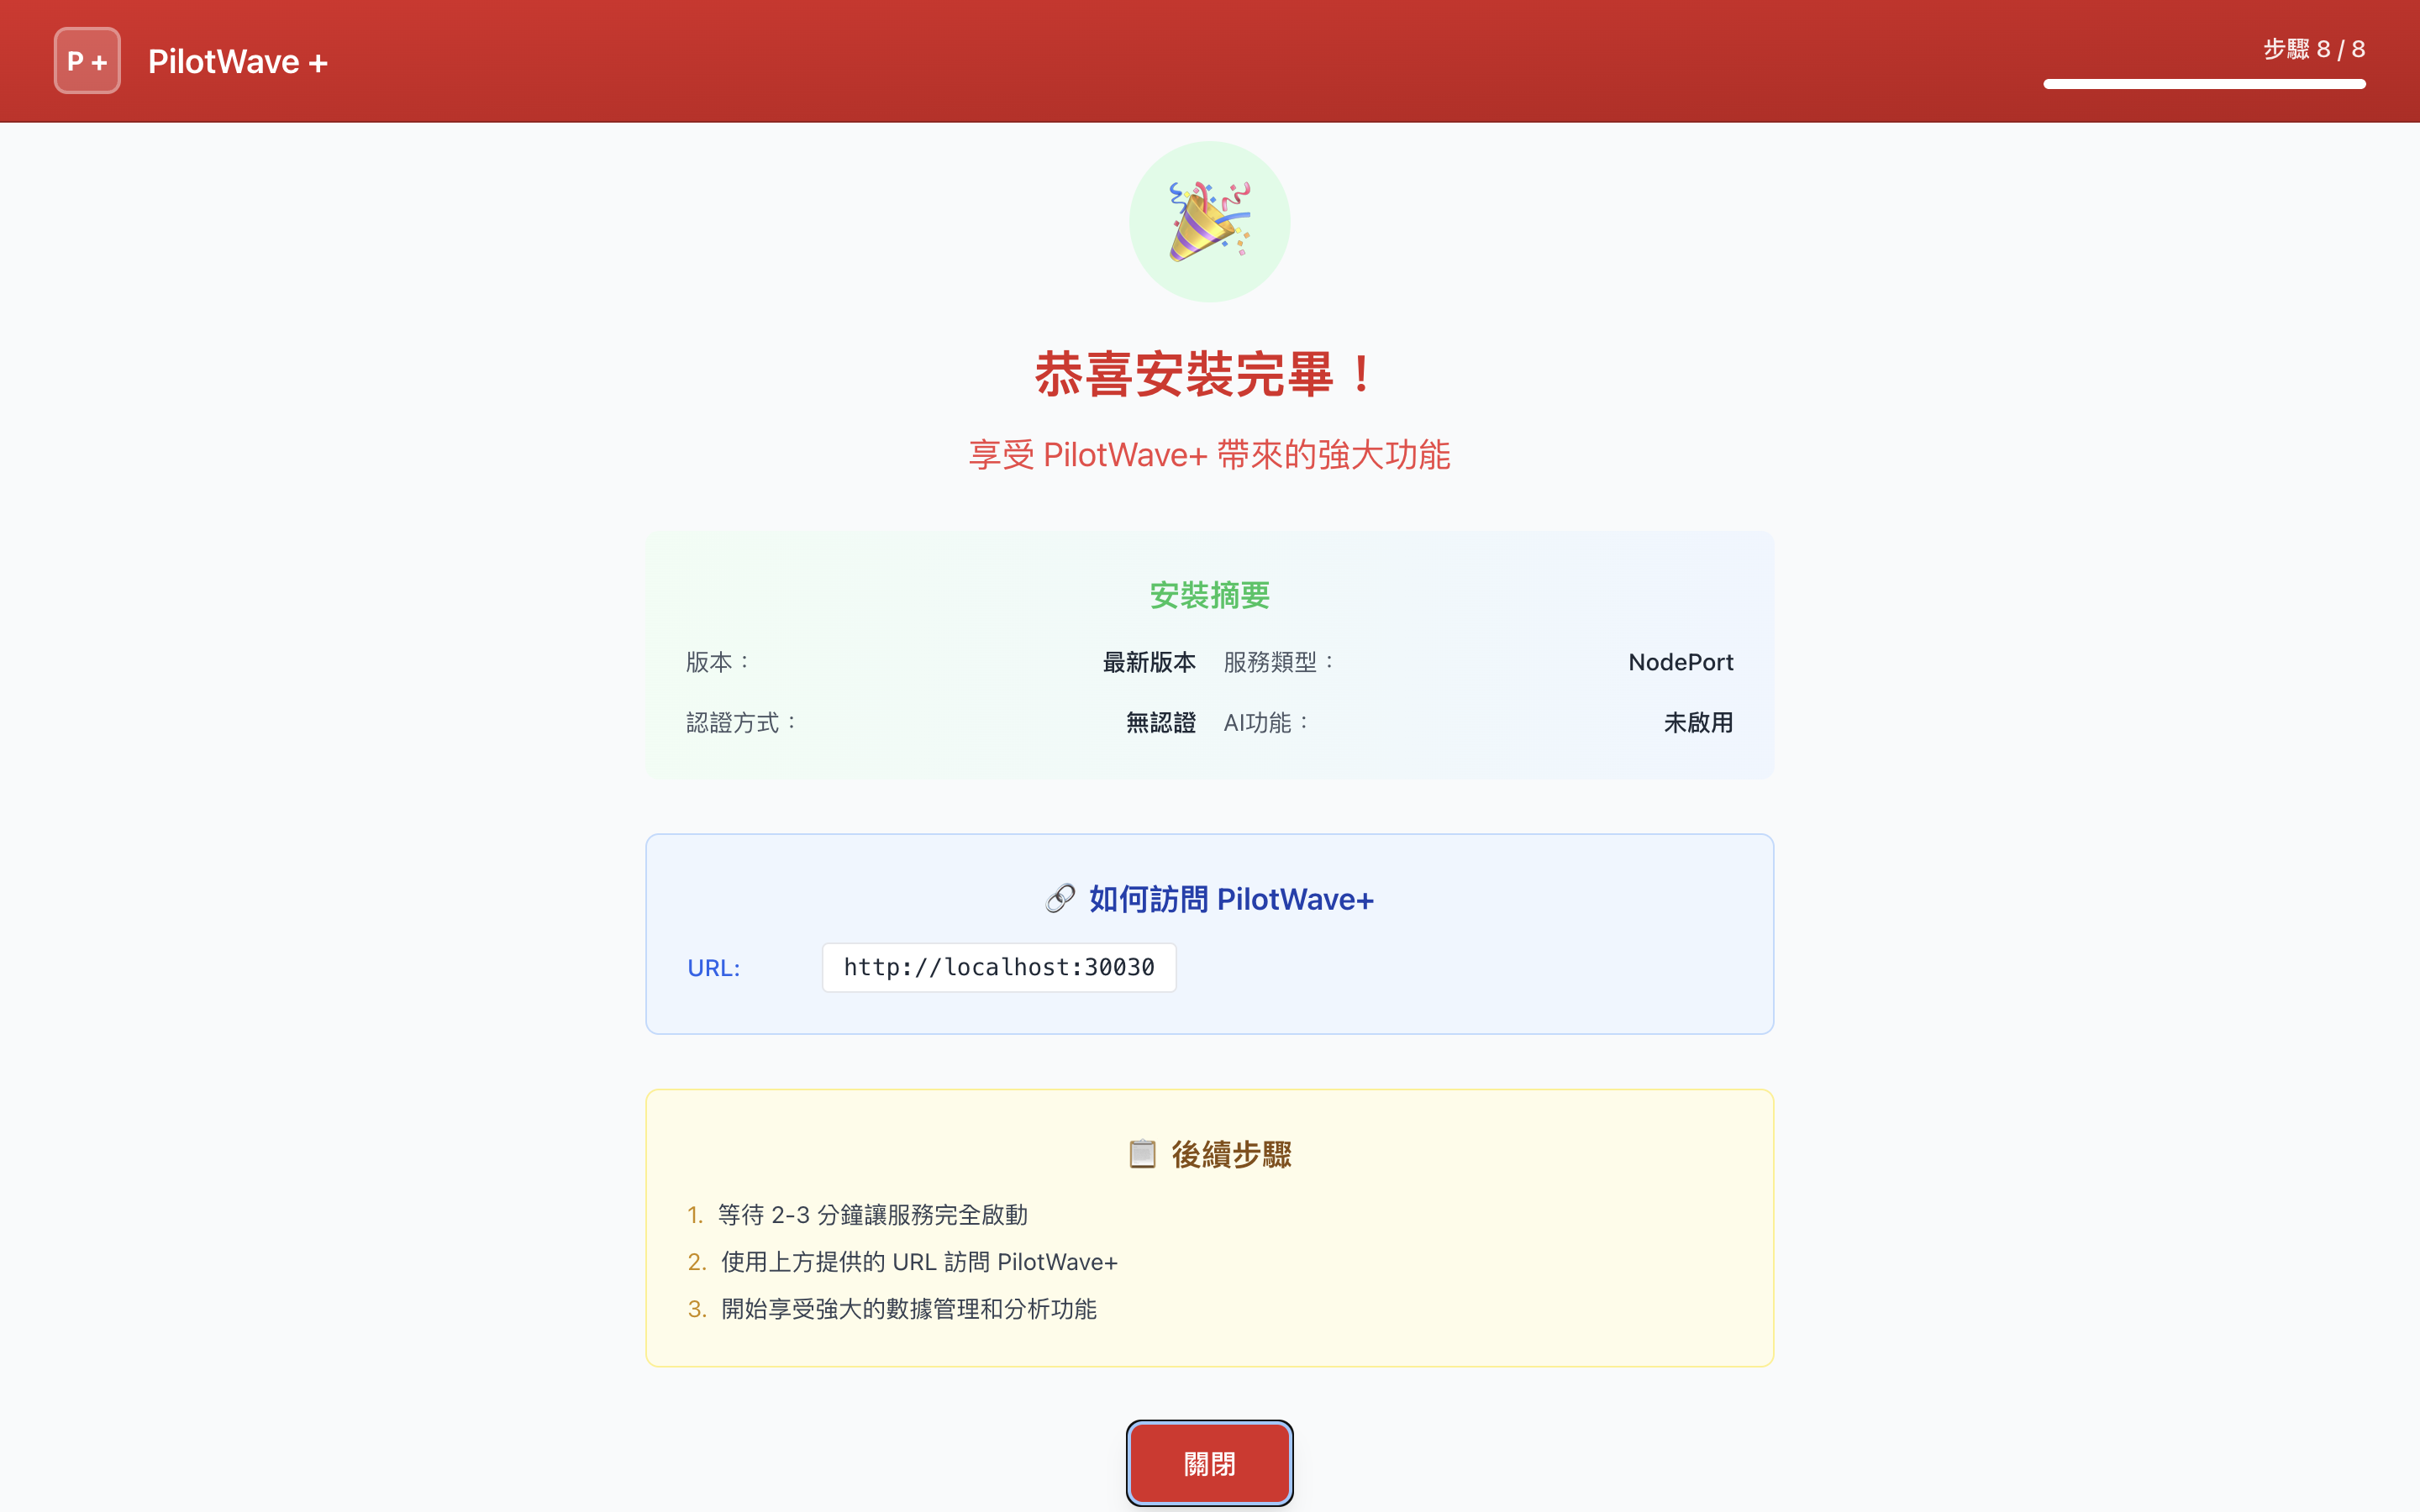 P +
PilotWave +
步驟 8 / 8
恭喜安裝完畢！
享受 PilotWave+ 帶來的強大功能
安裝摘要
版本： 最新版本 服務類型： NodePort
認證方式： 無認證 AI功能： 未啟用
🔗 如何訪問 PilotWave+
URL: http://localhost:30030
📋 後續步驟
1. 等待 2-3 分鐘讓服務完全啟動
2. 使用上方提供的 URL 訪問 PilotWave+
3. 開始享受強大的數據管理和分析功能
關閉